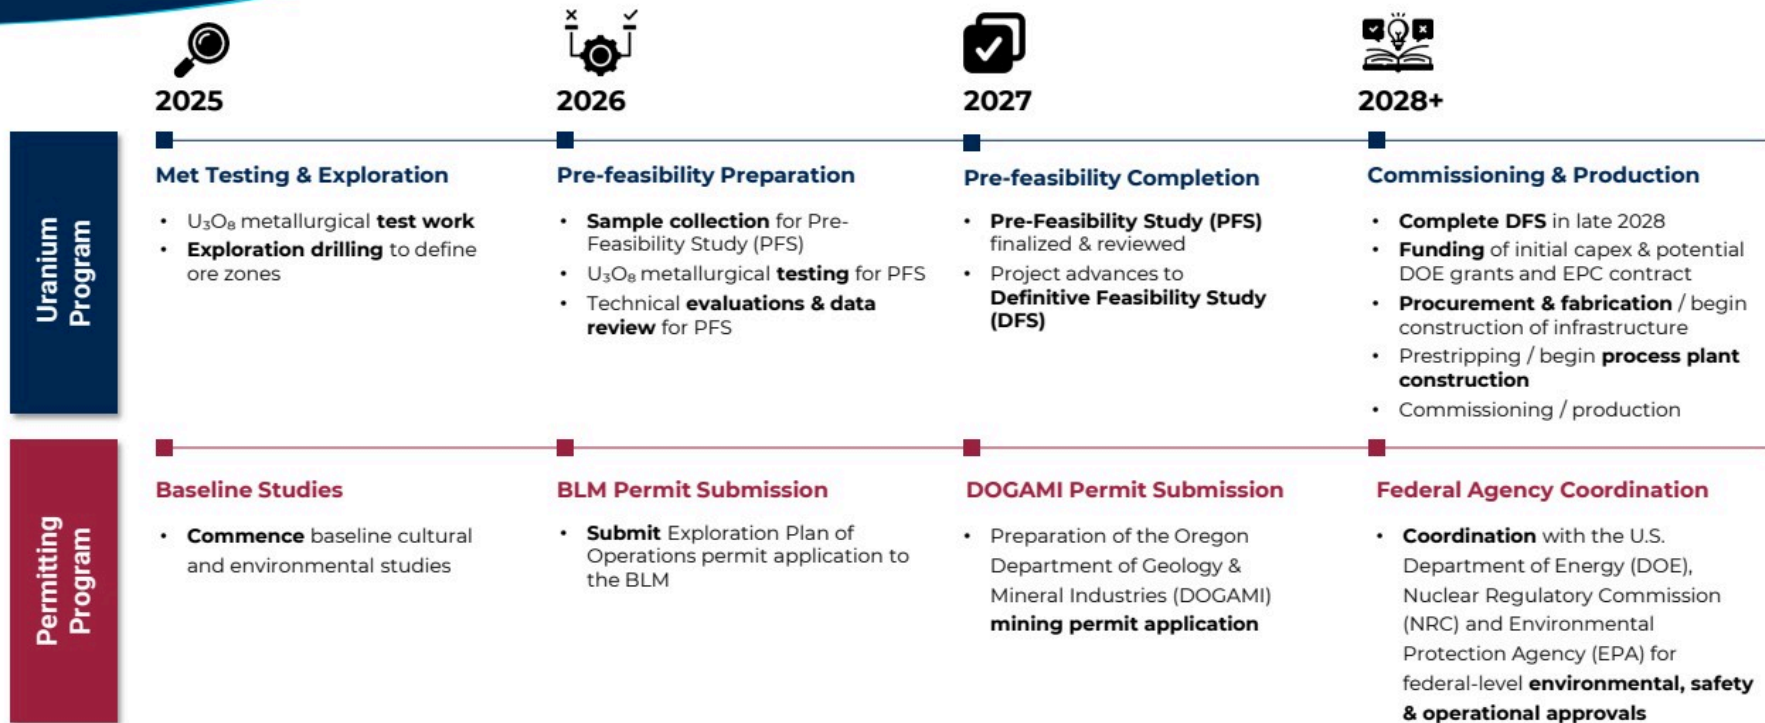 2025
2026
2027
2028+
Uranium
Program
Met Testing & Exploration
• U₃O₈ metallurgical test work
• Exploration drilling to define
ore zones
Pre-feasibility Preparation
• Sample collection for Pre-
Feasibility Study (PFS)
• U₃O₈ metallurgical testing for PFS
• Technical evaluations & data
review for PFS
Pre-feasibility Completion
• Pre-Feasibility Study (PFS)
finalized & reviewed
• Project advances to
Definitive Feasibility Study
(DFS)
Commissioning & Production
• Complete DFS in late 2028
• Funding of initial capex & potential
DOE grants and EPC contract
• Procurement & fabrication / begin
construction of infrastructure
• Prestripping / begin process plant
construction
• Commissioning / production
Permitting
Program
Baseline Studies
• Commence baseline cultural
and environmental studies
BLM Permit Submission
• Submit Exploration Plan of
Operations permit application to
the BLM
DOGAMI Permit Submission
• Preparation of the Oregon
Department of Geology &
Mineral Industries (DOGAMI)
mining permit application
Federal Agency Coordination
• Coordination with the U.S.
Department of Energy (DOE),
Nuclear Regulatory Commission
(NRC) and Environmental
Protection Agency (EPA) for
federal-level environmental, safety
& operational approvals